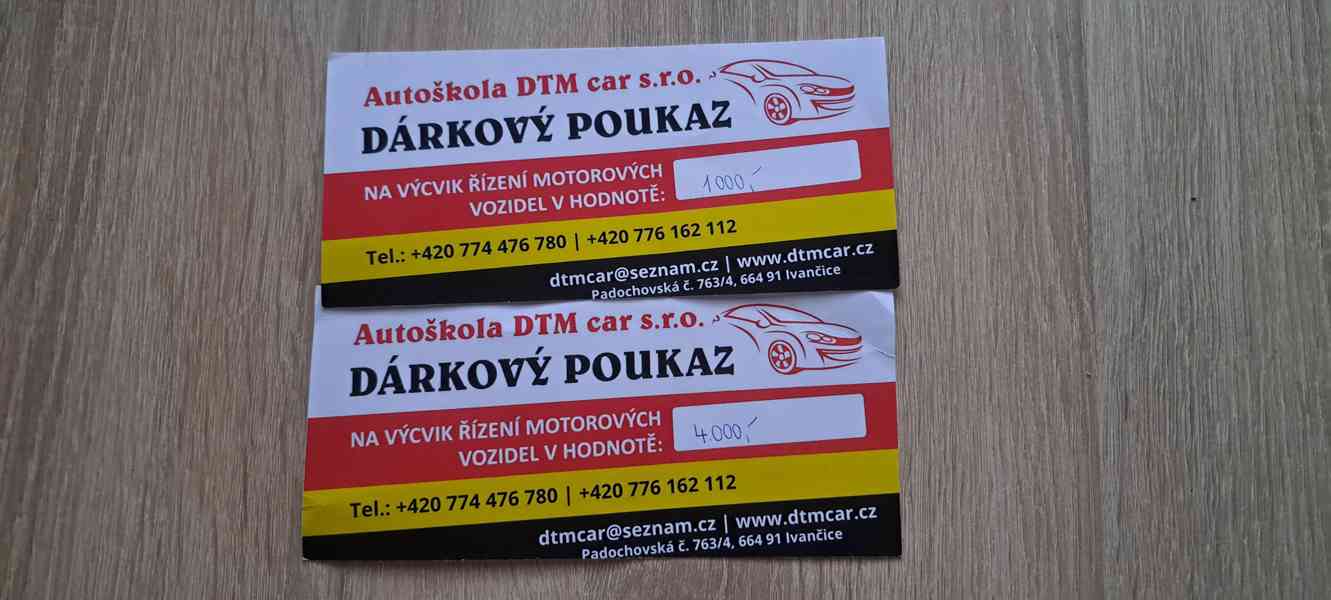 Autoškola DTM car s.r.o.
DÁRKOVÝ POUKAZ
NA VÝCVIK ŘÍZENÍ MOTOROVÝCH
VOZIDEL V HODNOTĚ: 1000,-
Tel.: +420 774 476 780 | +420 776 162 112
dtmcar@seznam.cz | www.dtmcar.cz
Padochovská č. 763/4, 664 91 Ivančice
Autoškola DTM car s.r.o.
DÁRKOVÝ POUKAZ
NA VÝCVIK ŘÍZENÍ MOTOROVÝCH
VOZIDEL V HODNOTĚ: 4.000,-
Tel.: +420 774 476 780 | +420 776 162 112
dtmcar@seznam.cz | www.dtmcar.cz
Padochovská č. 763/4, 664 91 Ivančice